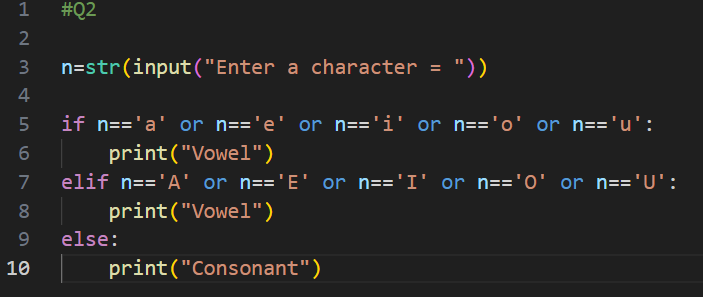 1 #Q2
2
3 n=str(input("Enter a character = "))
4
5 if n=='a' or n=='e' or n=='i' or n=='o' or n=='u':
6     print("Vowel")
7 elif n=='A' or n=='E' or n=='I' or n=='O' or n=='U':
8     print("Vowel")
9 else:
10     print("Consonant")